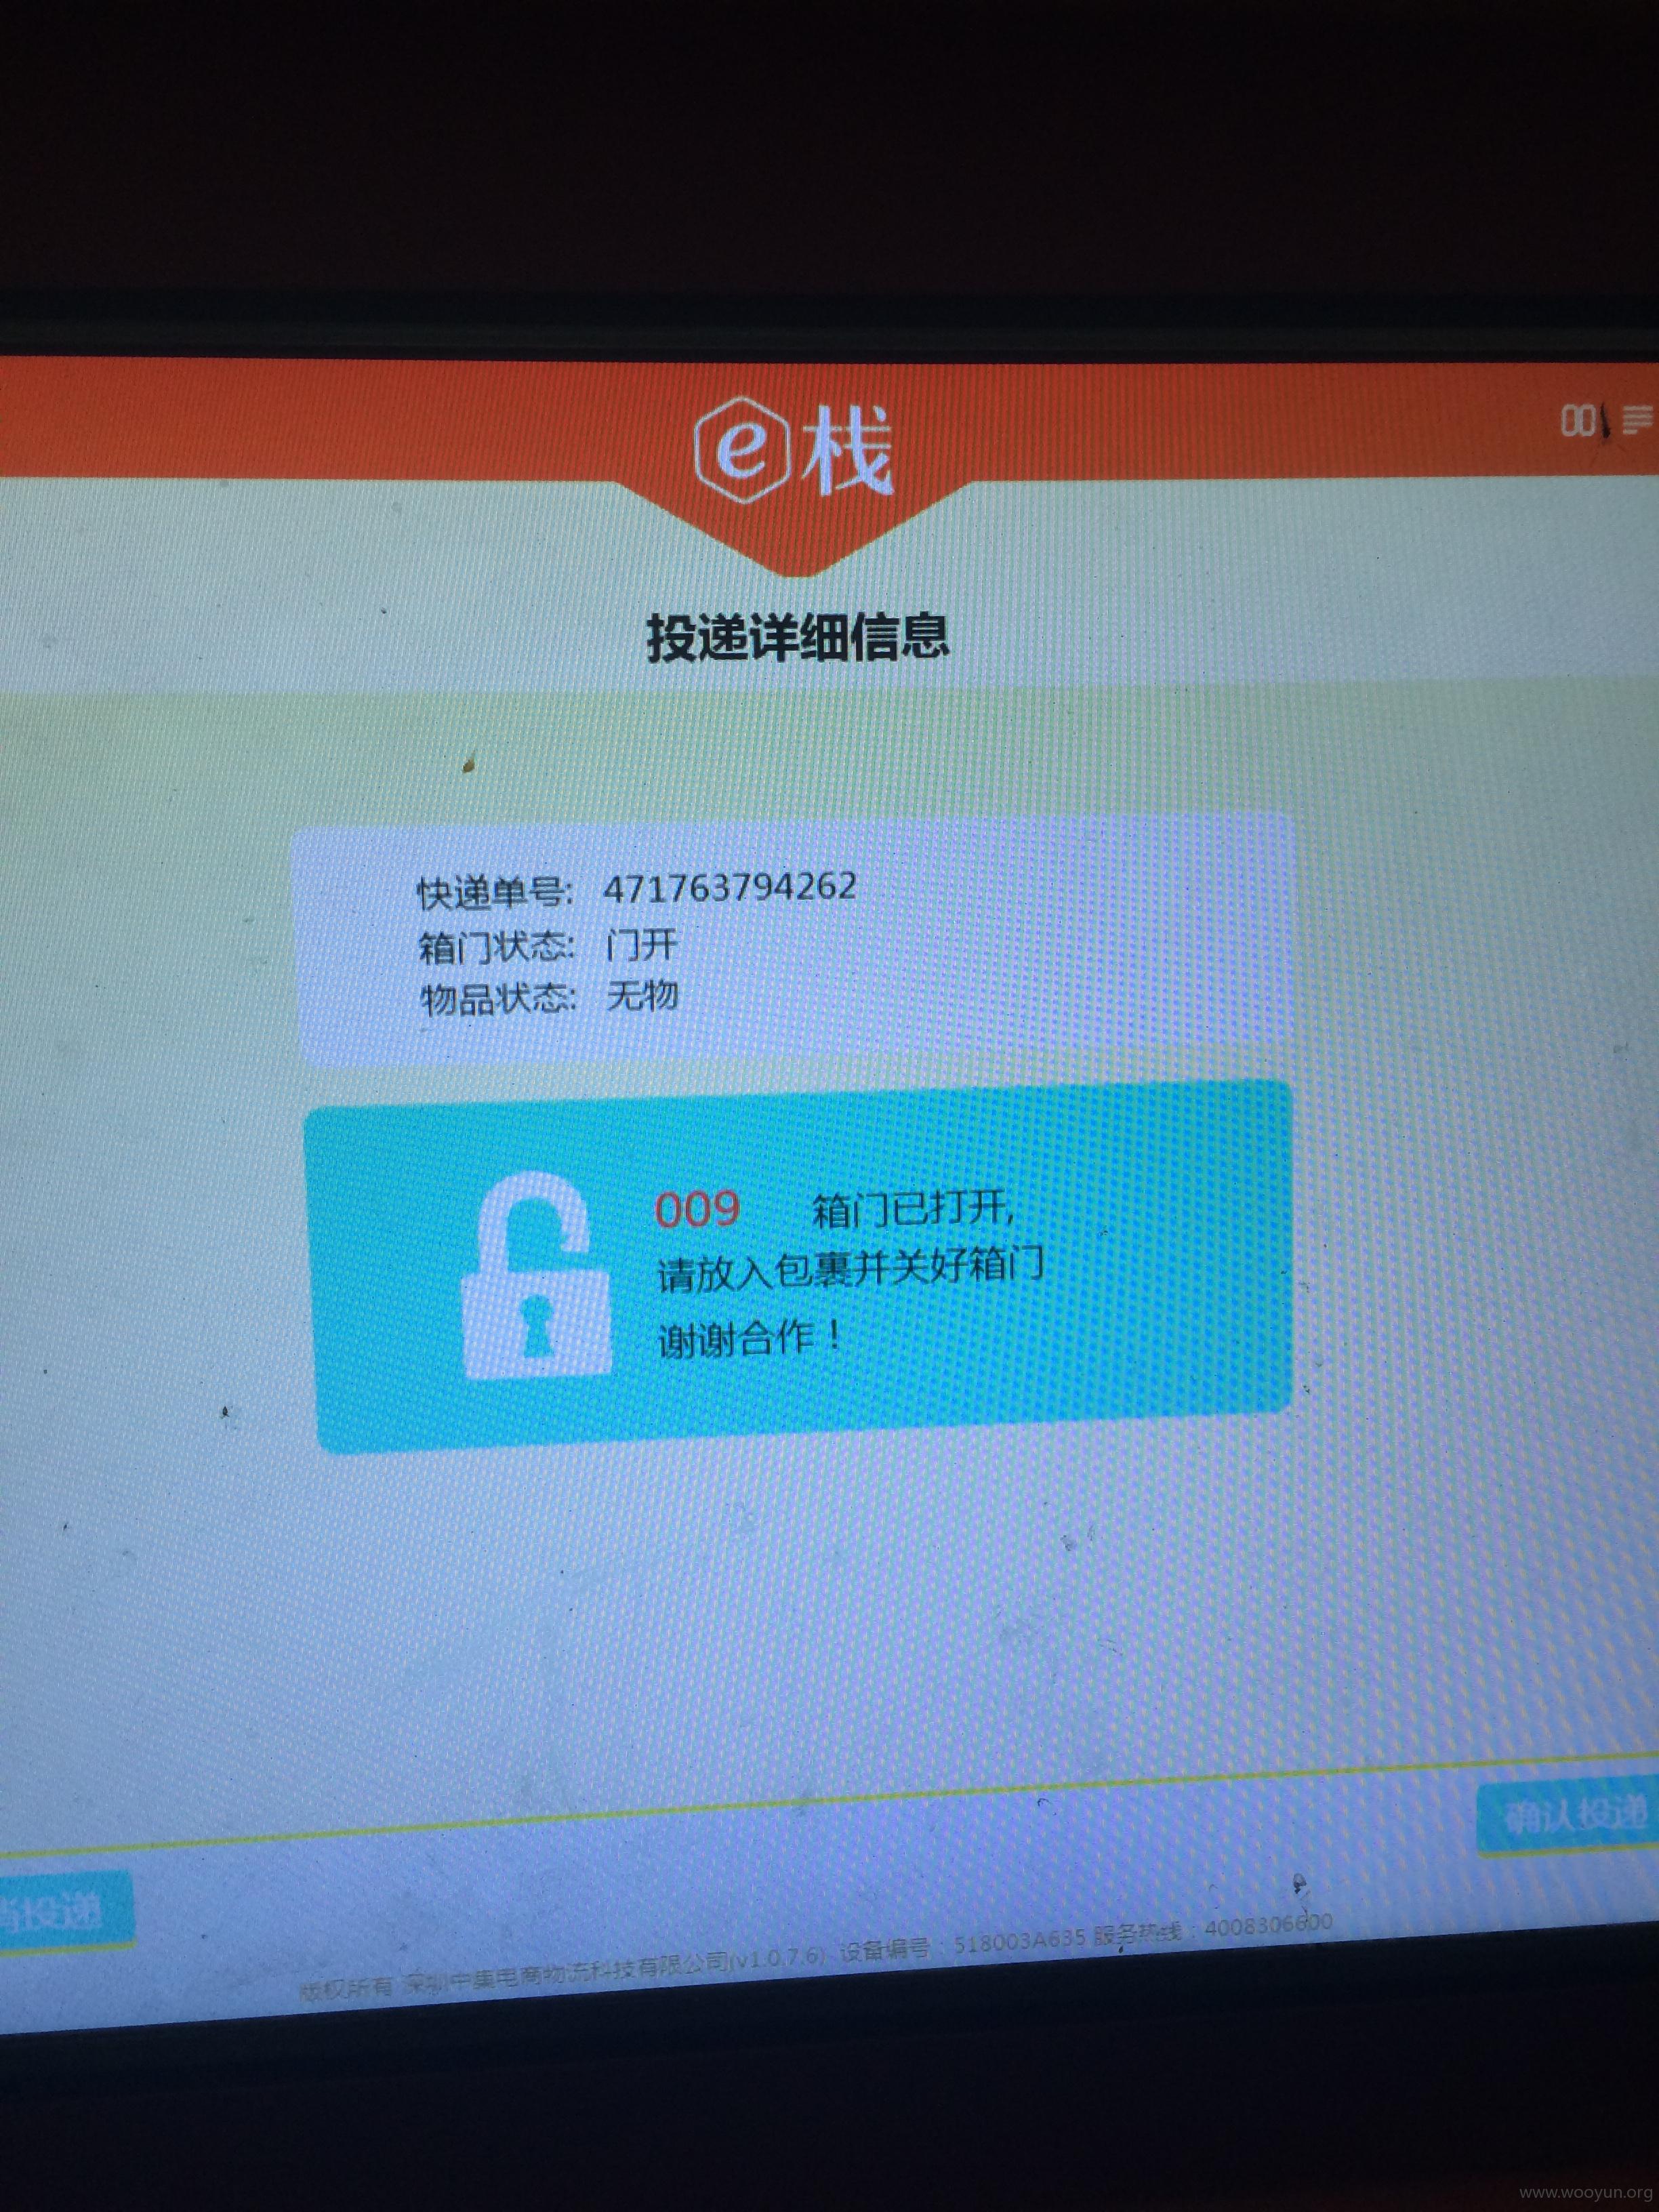 e栈
投递详细信息
快递单号: 471763794262
箱门状态: 门开
物品状态: 无物
009 箱门已打开,
请放入包裹并关好箱门
谢谢合作！
确认投递
投递
版权所有 深圳中集电商物流科技有限公司(v1.0.7.6) 设备编号：518003A635 服务热线：4008306600
www.wooyun.org